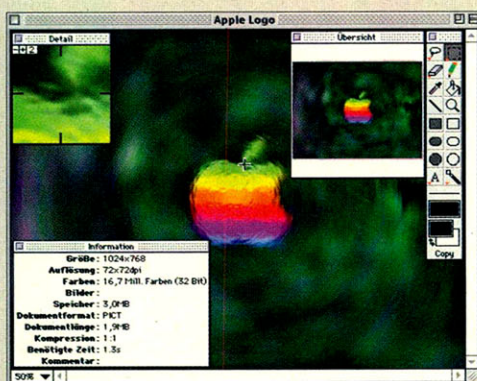 Apple Logo
Detail
Übersicht
Information
Größe: 1024x768
Auflösung: 72x72dpi
Farben: 16,7 Mill. Farben (32 Bit)
Bilder:
Speicher: 3,0MB
Dokumentformat: PICT
Dokumentlänge: 1,9MB
Kompression: 1:1
Benötigte Zeit: 1.3s
Kommentar:
A
Copy
50%